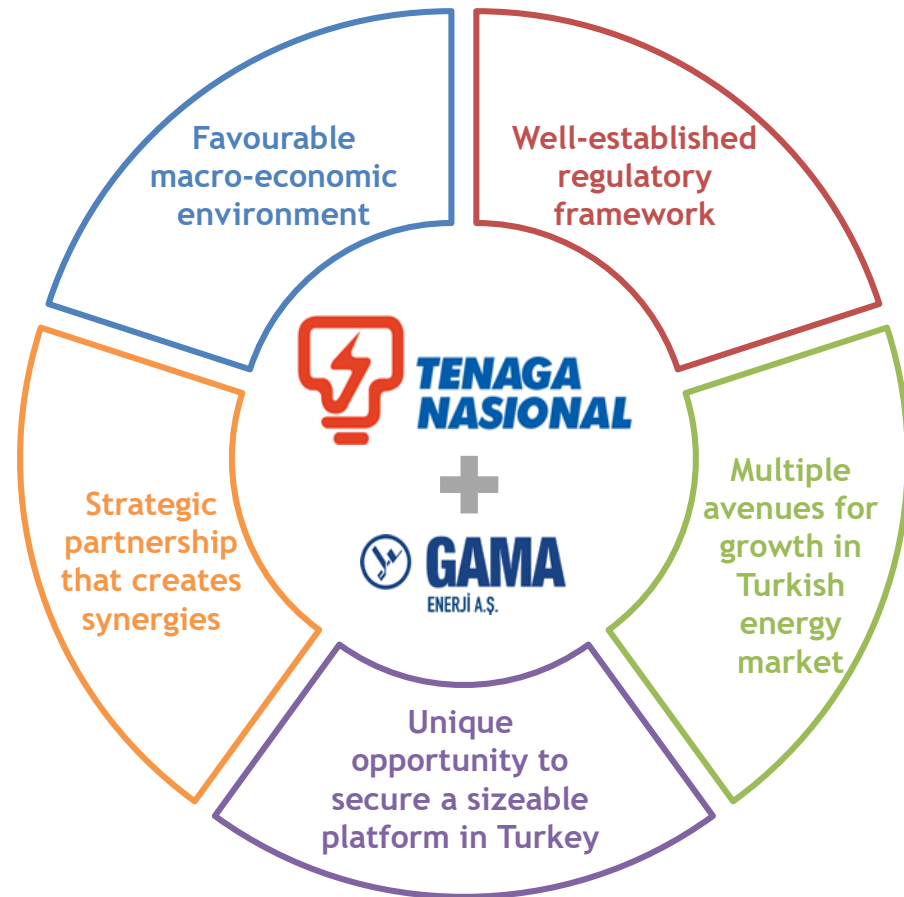 Favourable
macro-economic
environment
Well-established
regulatory
framework
TENAGA
NASIONAL
GAMA
ENERJİ A.Ş.
Multiple
avenues for
growth in
Turkish
energy
market
Strategic
partnership
that creates
synergies
Unique
opportunity to
secure a sizeable
platform in Turkey